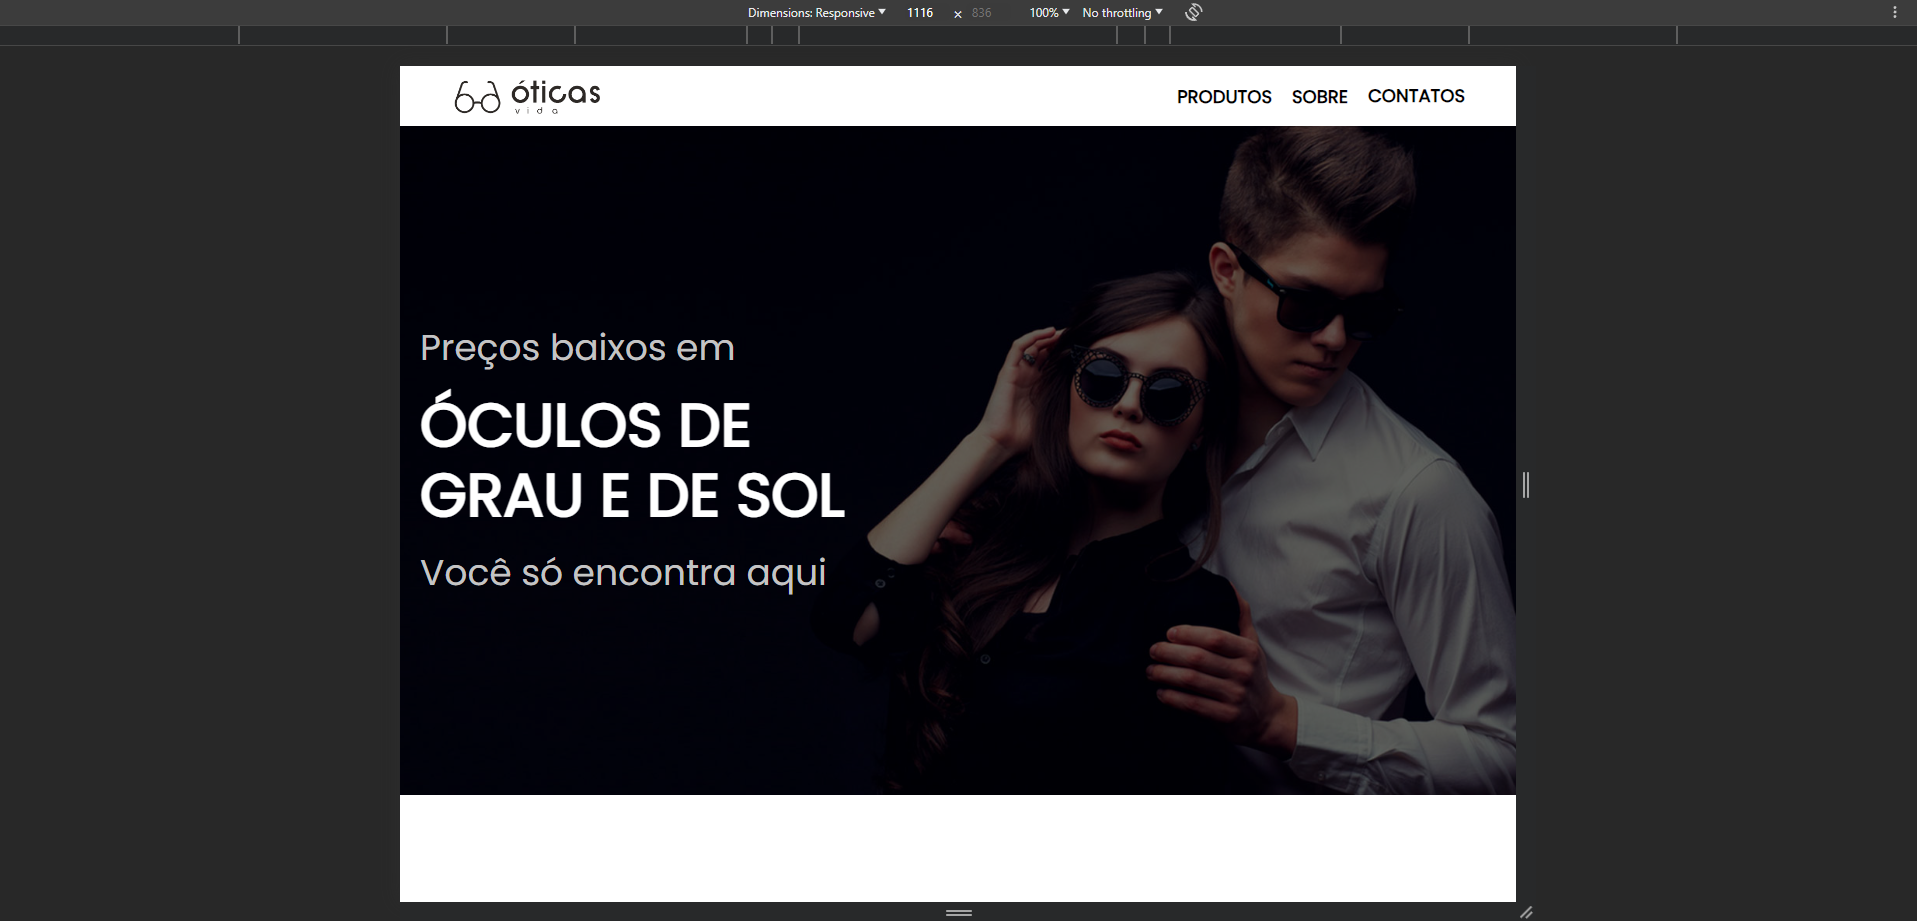 Dimensions: Responsive 1116 × 836 100% No throttling
óticas
vida
PRODUTOS SOBRE CONTATOS
Preços baixos em
ÓCULOS DE
GRAU E DE SOL
Você só encontra aqui